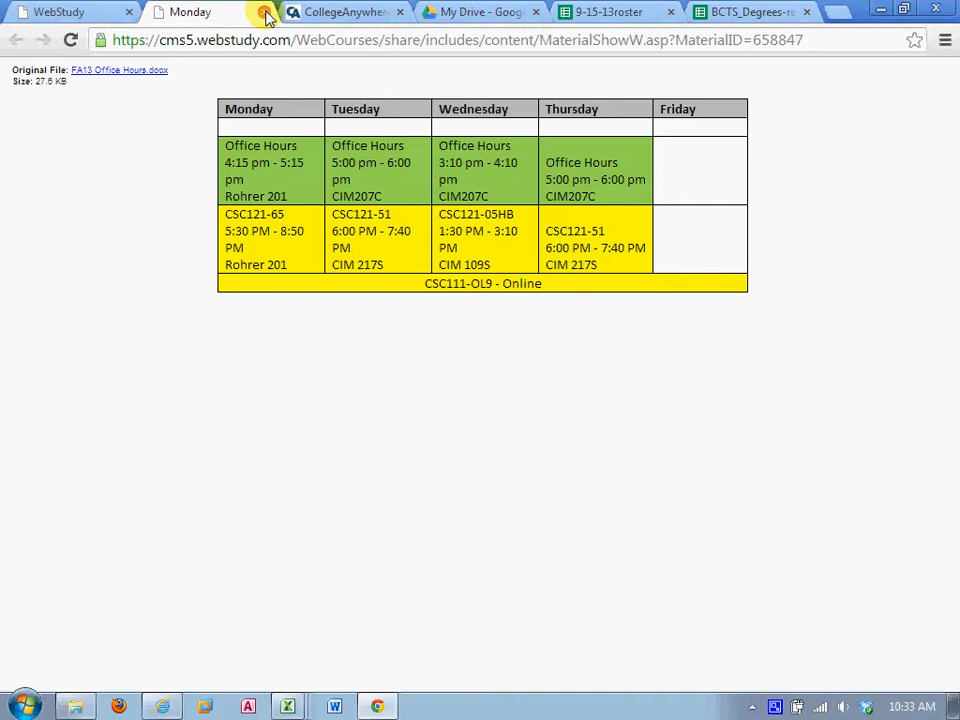 WebStudy
Monday
CollegeAnywher
My Drive - Goog
9-15-13roster
BCTS_Degrees-re
https://cms5.webstudy.com/WebCourses/share/includes/content/MaterialShowW.asp?MaterialID=658847
Original File: FA13 Office Hours.docx
Size: 27.6 KB
Monday Tuesday Wednesday Thursday Friday
Office Hours
4:15 pm - 5:15
pm
Rohrer 201
Office Hours
5:00 pm - 6:00
pm
CIM207C
Office Hours
3:10 pm - 4:10
pm
CIM207C
Office Hours
5:00 pm - 6:00 pm
CIM207C
CSC121-65
5:30 PM - 8:50
PM
Rohrer 201
CSC121-51
6:00 PM - 7:40
PM
CIM 217S
CSC121-05HB
1:30 PM - 3:10
PM
CIM 109S
CSC121-51
6:00 PM - 7:40 PM
CIM 217S
CSC111-OL9 - Online
10:33 AM